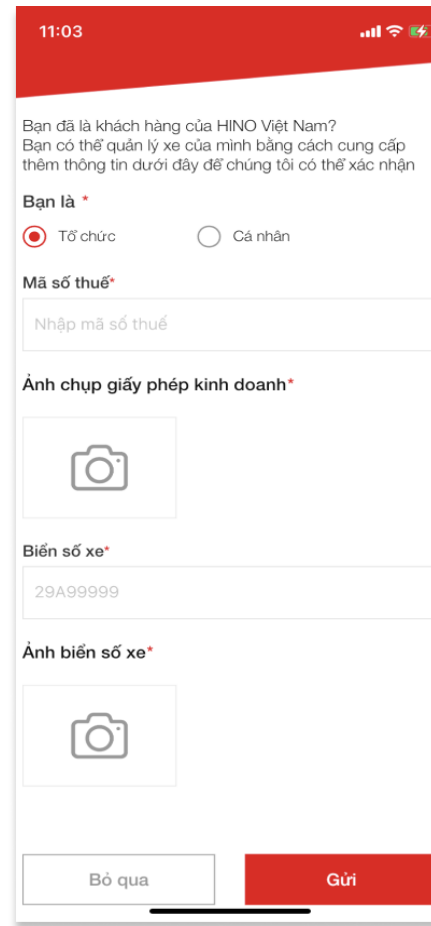 11:03
Bạn đã là khách hàng của HINO Việt Nam?
Bạn có thể quản lý xe của mình bằng cách cung cấp
thêm thông tin dưới đây để chúng tôi có thể xác nhận
Bạn là *
Tổ chức Cá nhân
Mã số thuế*
Nhập mã số thuế
Ảnh chụp giấy phép kinh doanh*
Biển số xe*
29A99999
Ảnh biển số xe*
Bỏ qua Gửi